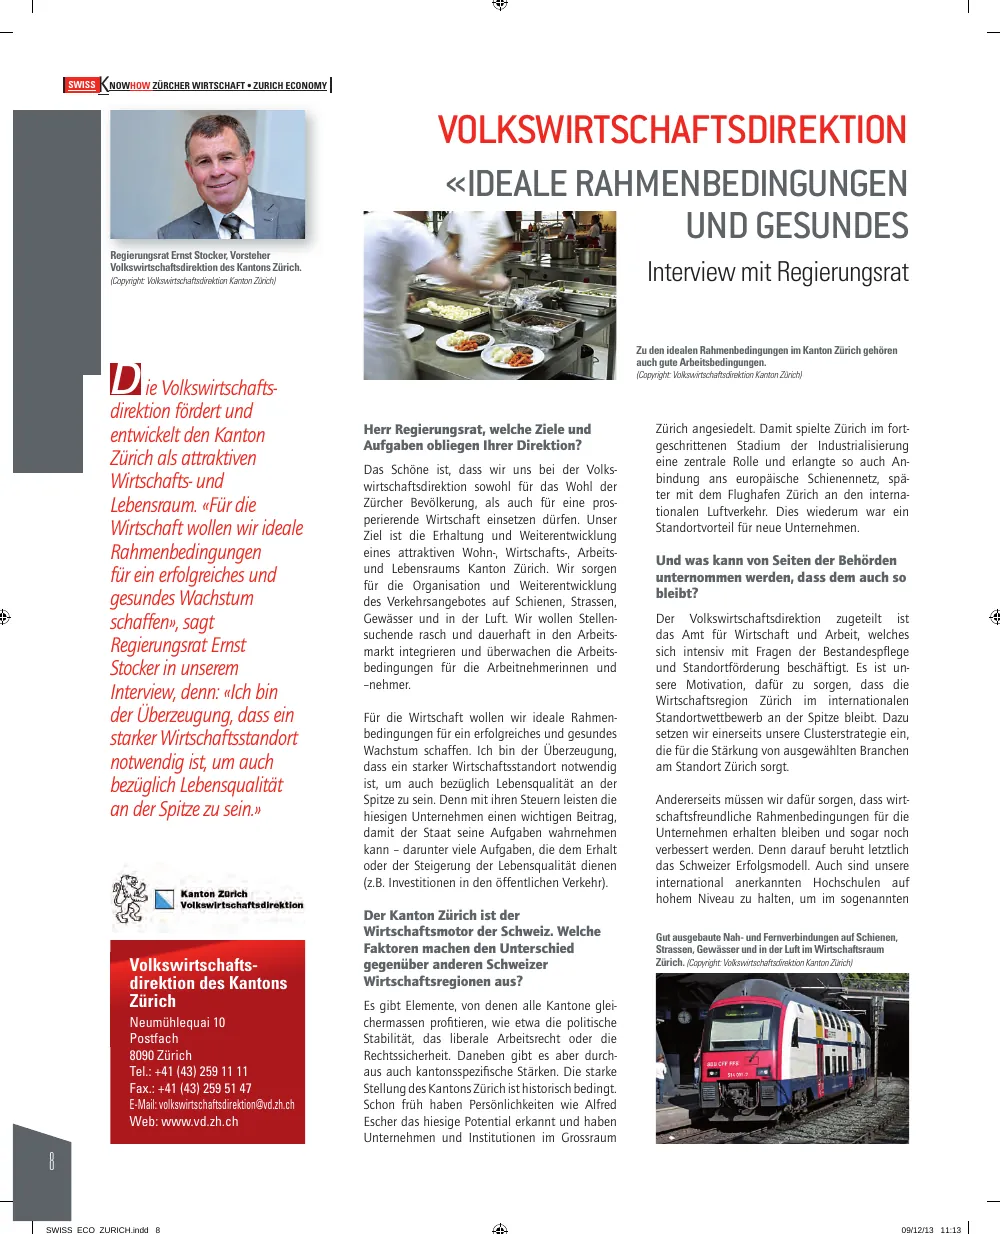 SWISS KNOWHOW ZÜRCHER WIRTSCHAFT • ZURICH ECONOMY
Regierungsrat Ernst Stocker, Vorsteher
Volkswirtschaftsdirektion des Kantons Zürich.
(Copyright: Volkswirtschaftsdirektion Kanton Zürich)
VOLKSWIRTSCHAFTSDIREKTION
«IDEALE RAHMENBEDINGUNGEN
UND GESUNDES
Interview mit Regierungsrat
Zu den idealen Rahmenbedingungen im Kanton Zürich gehören
auch gute Arbeitsbedingungen.
(Copyright: Volkswirtschaftsdirektion Kanton Zürich)
Die Volkswirtschafts-
direktion fördert und
entwickelt den Kanton
Zürich als attraktiven
Wirtschafts- und
Lebensraum. «Für die
Wirtschaft wollen wir ideale
Rahmenbedingungen
für ein erfolgreiches und
gesundes Wachstum
schaffen», sagt
Regierungsrat Ernst
Stocker in unserem
Interview, denn: «Ich bin
der Überzeugung, dass ein
starker Wirtschaftsstandort
notwendig ist, um auch
bezüglich Lebensqualität
an der Spitze zu sein.»
Kanton Zürich
Volkswirtschaftsdirektion
Volkswirtschafts-
direktion des Kantons
Zürich
Neumühlequai 10
Postfach
8090 Zürich
Tel.: +41 (43) 259 11 11
Fax.: +41 (43) 259 51 47
E-Mail: volkswirtschaftsdirektion@vd.zh.ch
Web: www.vd.zh.ch
Herr Regierungsrat, welche Ziele und
Aufgaben obliegen Ihrer Direktion?
Das Schöne ist, dass wir uns bei der Volks-
wirtschaftsdirektion sowohl für das Wohl der
Zürcher Bevölkerung, als auch für eine pros-
perierende Wirtschaft einsetzen dürfen. Unser
Ziel ist die Erhaltung und Weiterentwicklung
eines attraktiven Wohn-, Wirtschafts-, Arbeits-
und Lebensraums Kanton Zürich. Wir sorgen
für die Organisation und Weiterentwicklung
des Verkehrsangebotes auf Schienen, Strassen,
Gewässer und in der Luft. Wir wollen Stellen-
suchende rasch und dauerhaft in den Arbeits-
markt integrieren und überwachen die Arbeits-
bedingungen für die Arbeitnehmerinnen und
–nehmer.
Für die Wirtschaft wollen wir ideale Rahmen-
bedingungen für ein erfolgreiches und gesundes
Wachstum schaffen. Ich bin der Überzeugung,
dass ein starker Wirtschaftsstandort notwendig
ist, um auch bezüglich Lebensqualität an der
Spitze zu sein. Denn mit ihren Steuern leisten die
hiesigen Unternehmen einen wichtigen Beitrag,
damit der Staat seine Aufgaben wahrnehmen
kann – darunter viele Aufgaben, die dem Erhalt
oder der Steigerung der Lebensqualität dienen
(z.B. Investitionen in den öffentlichen Verkehr).
Der Kanton Zürich ist der
Wirtschaftsmotor der Schweiz. Welche
Faktoren machen den Unterschied
gegenüber anderen Schweizer
Wirtschaftsregionen aus?
Es gibt Elemente, von denen alle Kantone glei-
chermassen profitieren, wie etwa die politische
Stabilität, das liberale Arbeitsrecht oder die
Rechtssicherheit. Daneben gibt es aber durch-
aus auch kantonsspezifische Stärken. Die starke
Stellung des Kantons Zürich ist historisch bedingt.
Schon früh haben Persönlichkeiten wie Alfred
Escher das hiesige Potential erkannt und haben
Unternehmen und Institutionen im Grossraum
Zürich angesiedelt. Damit spielte Zürich im fort-
geschrittenen Stadium der Industrialisierung
eine zentrale Rolle und erlangte so auch An-
bindung ans europäische Schienennetz, spä-
ter mit dem Flughafen Zürich an den interna-
tionalen Luftverkehr. Dies wiederum war ein
Standortvorteil für neue Unternehmen.
Und was kann von Seiten der Behörden
unternommen werden, dass dem auch so
bleibt?
Der Volkswirtschaftsdirektion zugeteilt ist
das Amt für Wirtschaft und Arbeit, welches
sich intensiv mit Fragen der Bestandespflege
und Standortförderung beschäftigt. Es ist un-
sere Motivation, dafür zu sorgen, dass die
Wirtschaftsregion Zürich im internationalen
Standortwettbewerb an der Spitze bleibt. Dazu
setzen wir einerseits unsere Clusterstrategie ein,
die für die Stärkung von ausgewählten Branchen
am Standort Zürich sorgt.
Andererseits müssen wir dafür sorgen, dass wirt-
schaftsfreundliche Rahmenbedingungen für die
Unternehmen erhalten bleiben und sogar noch
verbessert werden. Denn darauf beruht letztlich
das Schweizer Erfolgsmodell. Auch sind unsere
international anerkannten Hochschulen auf
hohem Niveau zu halten, um im sogenannten
Gut ausgebaute Nah- und Fernverbindungen auf Schienen,
Strassen, Gewässer und in der Luft im Wirtschaftsraum
Zürich. (Copyright: Volkswirtschaftsdirektion Kanton Zürich)
SBB CFF FFS
8
SWISS_ECO_ZURICH.indd 8
09/12/13 11:13